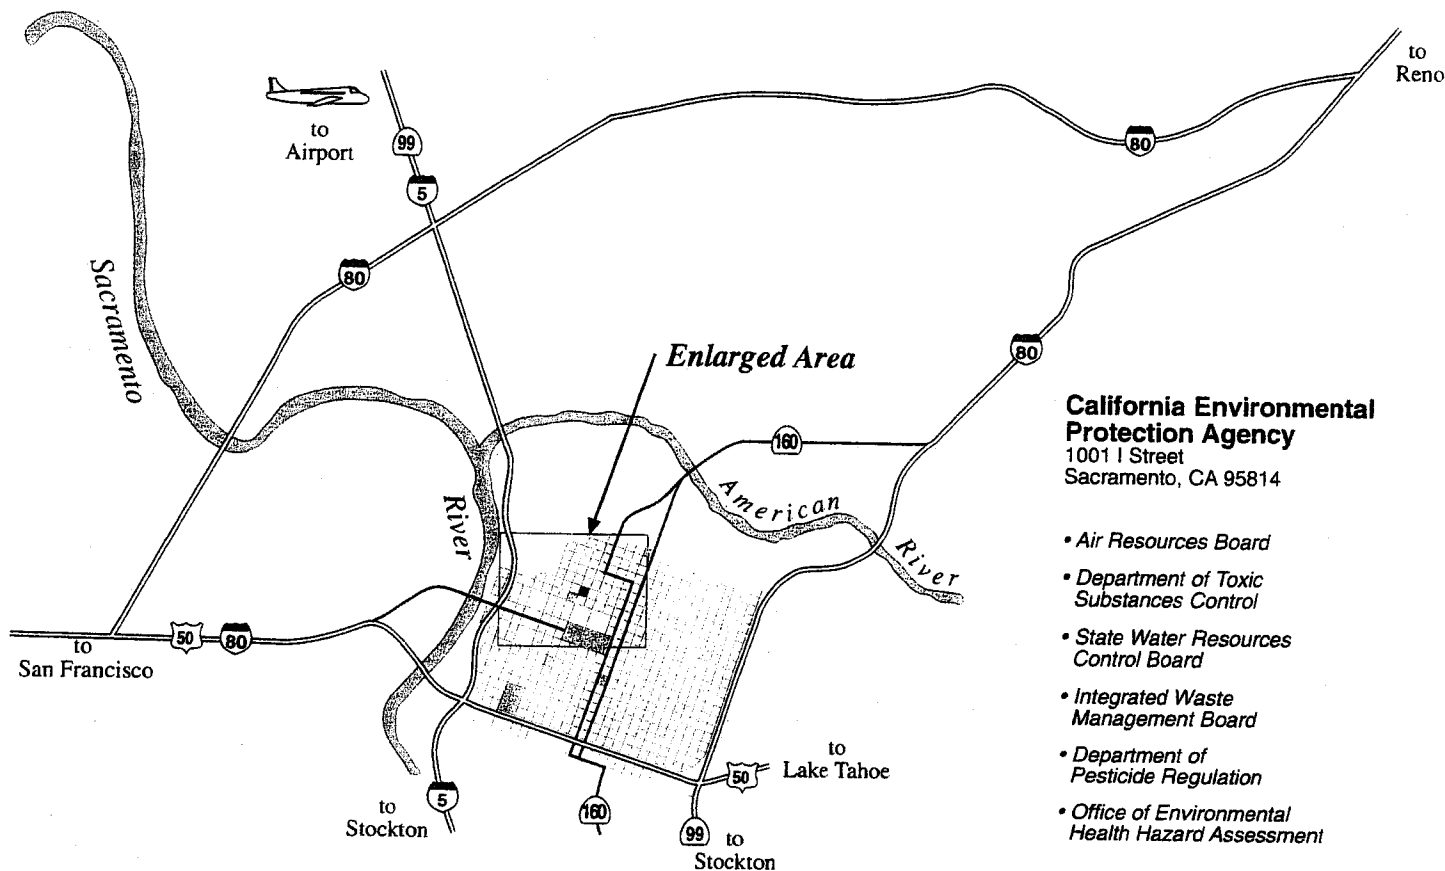 to
Reno
to
Airport
99
5
80
80
80
Sacramento
River
Enlarged Area
160
American
River
California Environmental
Protection Agency
1001 I Street
Sacramento, CA 95814
• Air Resources Board
• Department of Toxic
Substances Control
• State Water Resources
Control Board
• Integrated Waste
Management Board
• Department of
Pesticide Regulation
• Office of Environmental
Health Hazard Assessment
50
80
to
San Francisco
to
Lake Tahoe
50
5
to
Stockton
160
99
to
Stockton